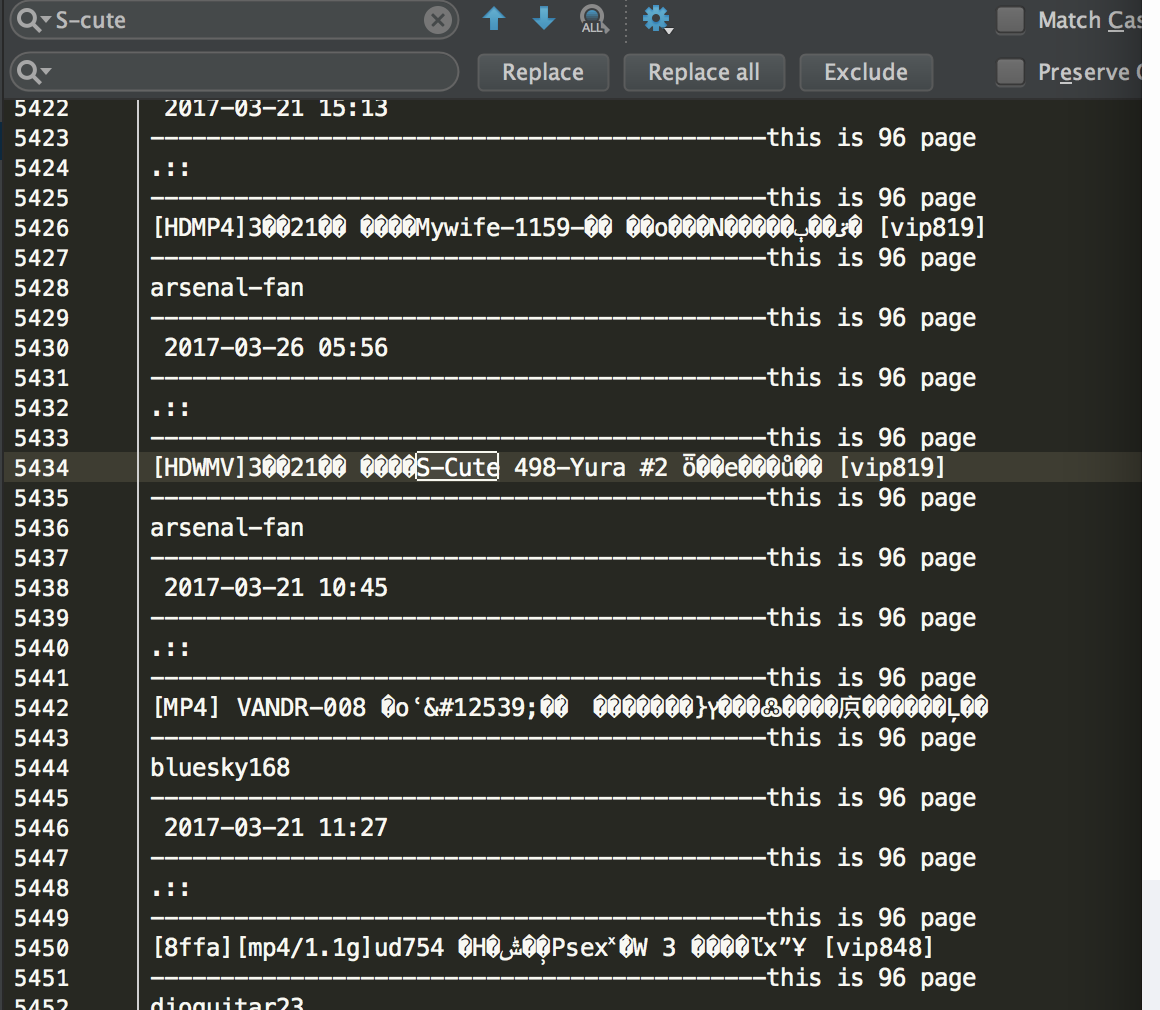 S-cute
ALL
Match Cas
Replace
Replace all
Exclude
Preserve
5422 2017-03-21 15:13
5423 --------------------------------------------this is 96 page
5424 .::
5425 --------------------------------------------this is 96 page
5426 [HDMP4]3��21�� ����Mywife-1159-�� ��o���N����� [vip819]
5427 --------------------------------------------this is 96 page
5428 arsenal-fan
5429 --------------------------------------------this is 96 page
5430 2017-03-26 05:56
5431 --------------------------------------------this is 96 page
5432 .::
5433 --------------------------------------------this is 96 page
5434 [HDWMV]3��21�� ����S-Cute 498-Yura #2 ȫ��e���ů�� [vip819]
5435 --------------------------------------------this is 96 page
5436 arsenal-fan
5437 --------------------------------------------this is 96 page
5438 2017-03-21 10:45
5439 --------------------------------------------this is 96 page
5440 .::
5441 --------------------------------------------this is 96 page
5442 [MP4] VANDR-008 �oʿ&#12539;��
5443 --------------------------------------------this is 96 page
5444 bluesky168
5445 --------------------------------------------this is 96 page
5446 2017-03-21 11:27
5447 --------------------------------------------this is 96 page
5448 .::
5449 --------------------------------------------this is 96 page
5450 [8ffa][mp4/1.1g]ud754 [vip848]
5451 --------------------------------------------this is 96 page
5452 dioguitar23